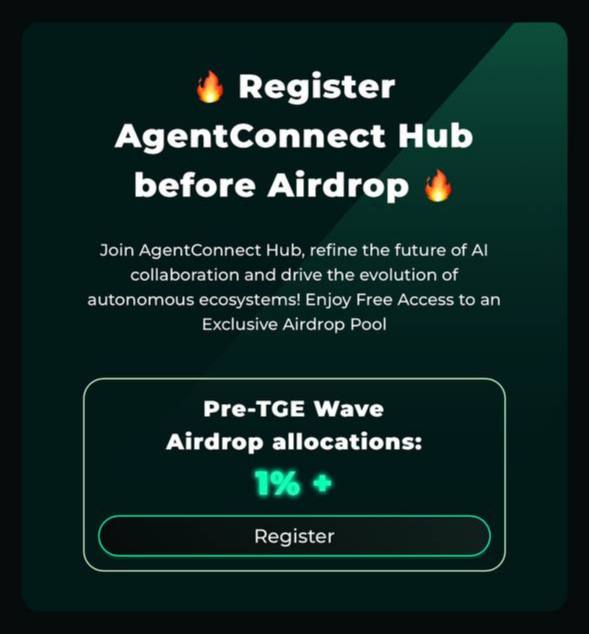 🔥 Register
AgentConnect Hub
before Airdrop 🔥
Join AgentConnect Hub, refine the future of AI
collaboration and drive the evolution of
autonomous ecosystems! Enjoy Free Access to an
Exclusive Airdrop Pool
Pre-TGE Wave
Airdrop allocations:
1% +
Register